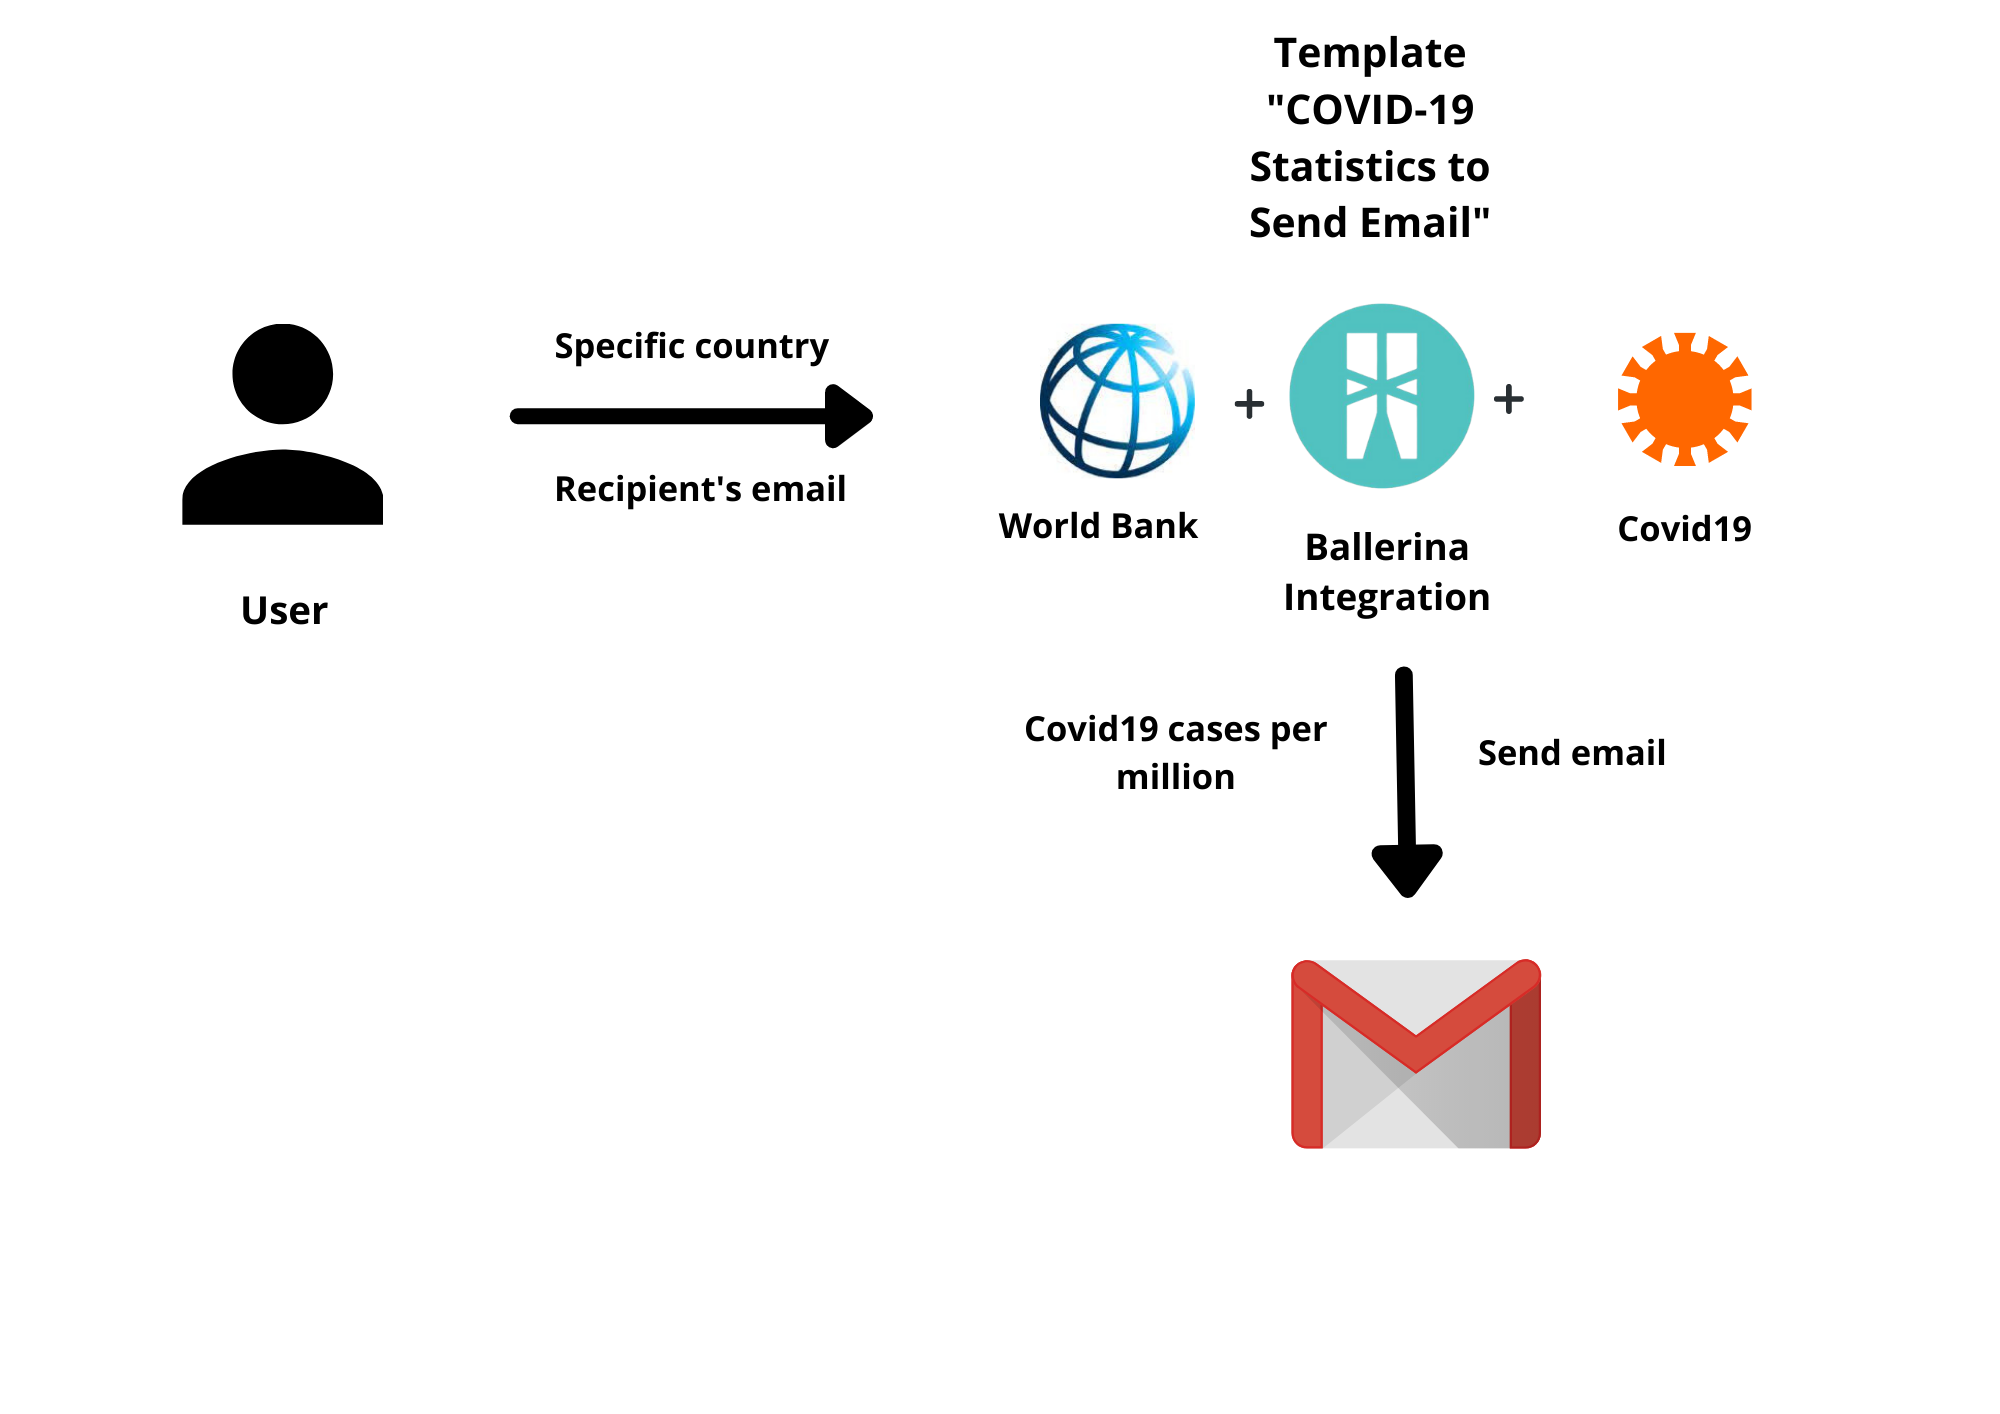 Template
"COVID-19
Statistics to
Send Email"
Specific country
Recipient's email
User
World Bank
Ballerina
Integration
Covid19
Covid19 cases per
million
Send email